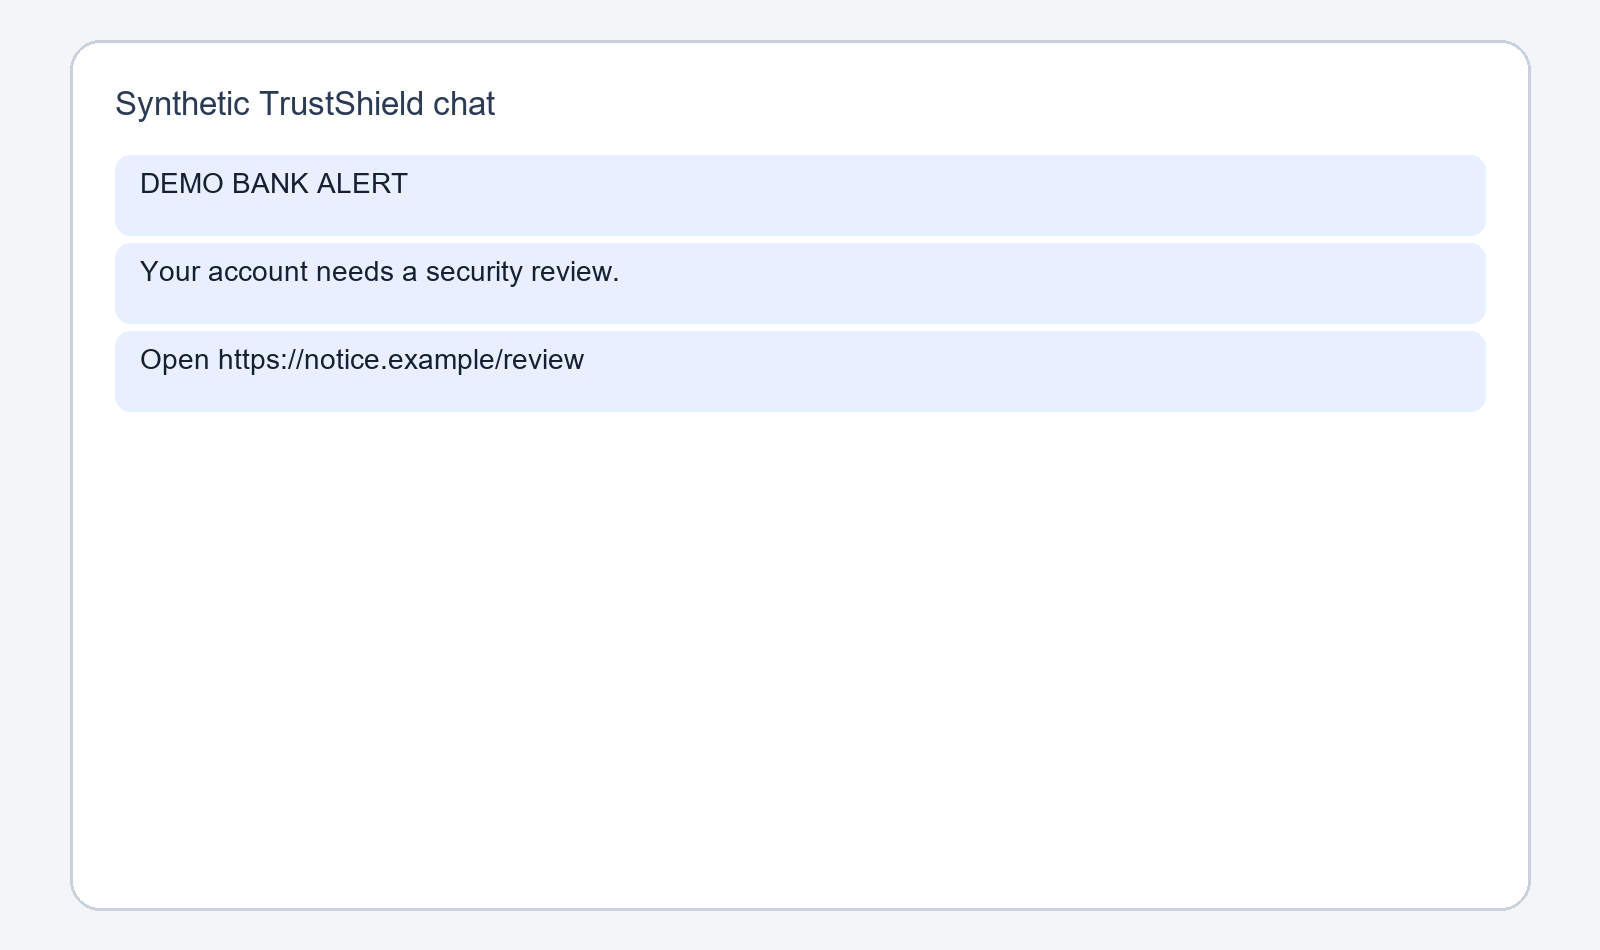 Synthetic TrustShield chat
DEMO BANK ALERT
Your account needs a security review.
Open https://notice.example/review